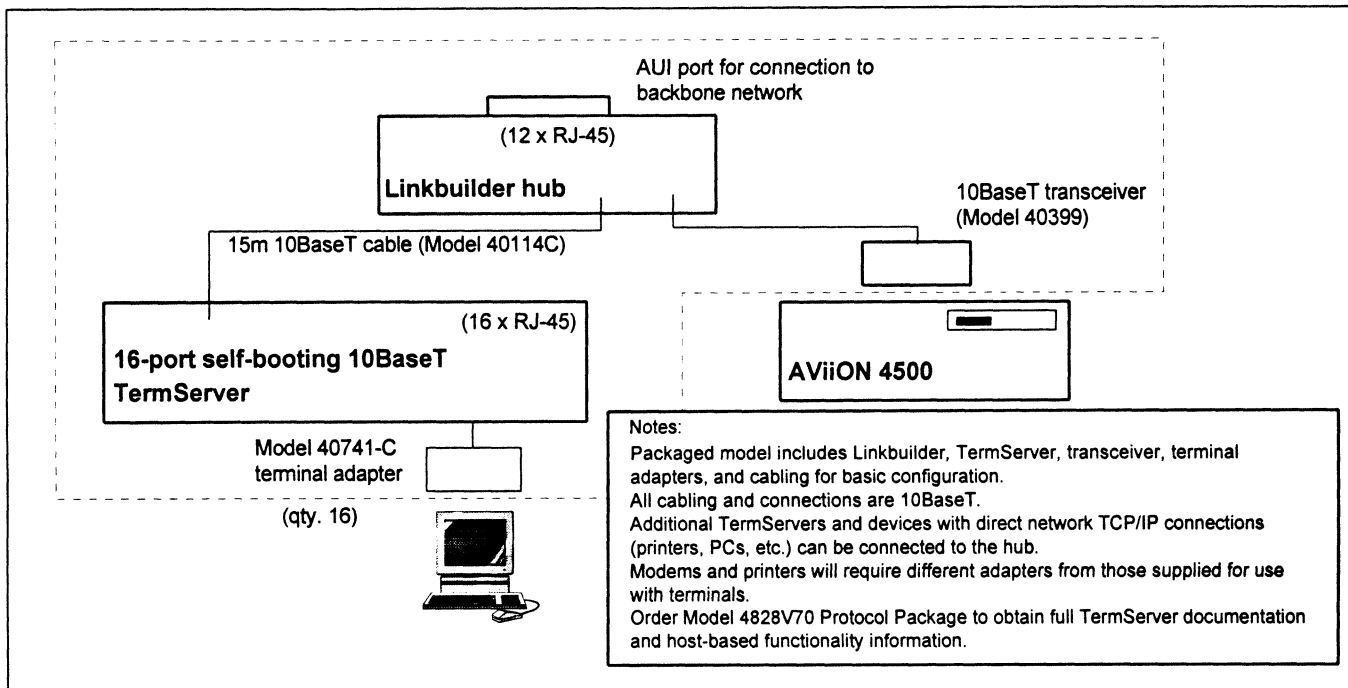 AUI port for connection to
backbone network
(12 x RJ-45)
Linkbuilder hub
10BaseT transceiver
(Model 40399)
15m 10BaseT cable (Model 40114C)
(16 x RJ-45)
16-port self-booting 10BaseT
TermServer
AViiON 4500
Model 40741-C
terminal adapter
(qty. 16)
Notes:
Packaged model includes Linkbuilder, TermServer, transceiver, terminal
adapters, and cabling for basic configuration.
All cabling and connections are 10BaseT.
Additional TermServers and devices with direct network TCP/IP connections
(printers, PCs, etc.) can be connected to the hub.
Modems and printers will require different adapters from those supplied for use
with terminals.
Order Model 4828V70 Protocol Package to obtain full TermServer documentation
and host-based functionality information.